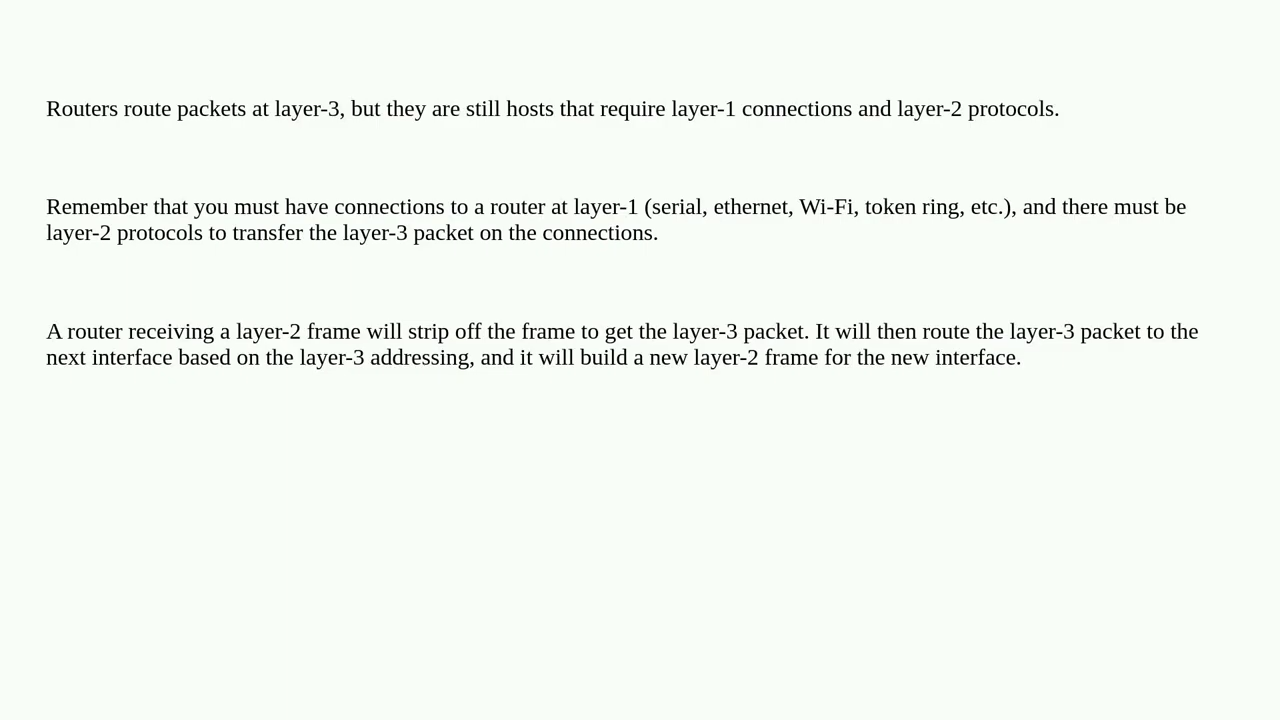 Routers route packets at layer-3, but they are still hosts that require layer-1 connections and layer-2 protocols.
Remember that you must have connections to a router at layer-1 (serial, ethernet, Wi-Fi, token ring, etc.), and there must be
layer-2 protocols to transfer the layer-3 packet on the connections.
A router receiving a layer-2 frame will strip off the frame to get the layer-3 packet. It will then route the layer-3 packet to the
next interface based on the layer-3 addressing, and it will build a new layer-2 frame for the new interface.